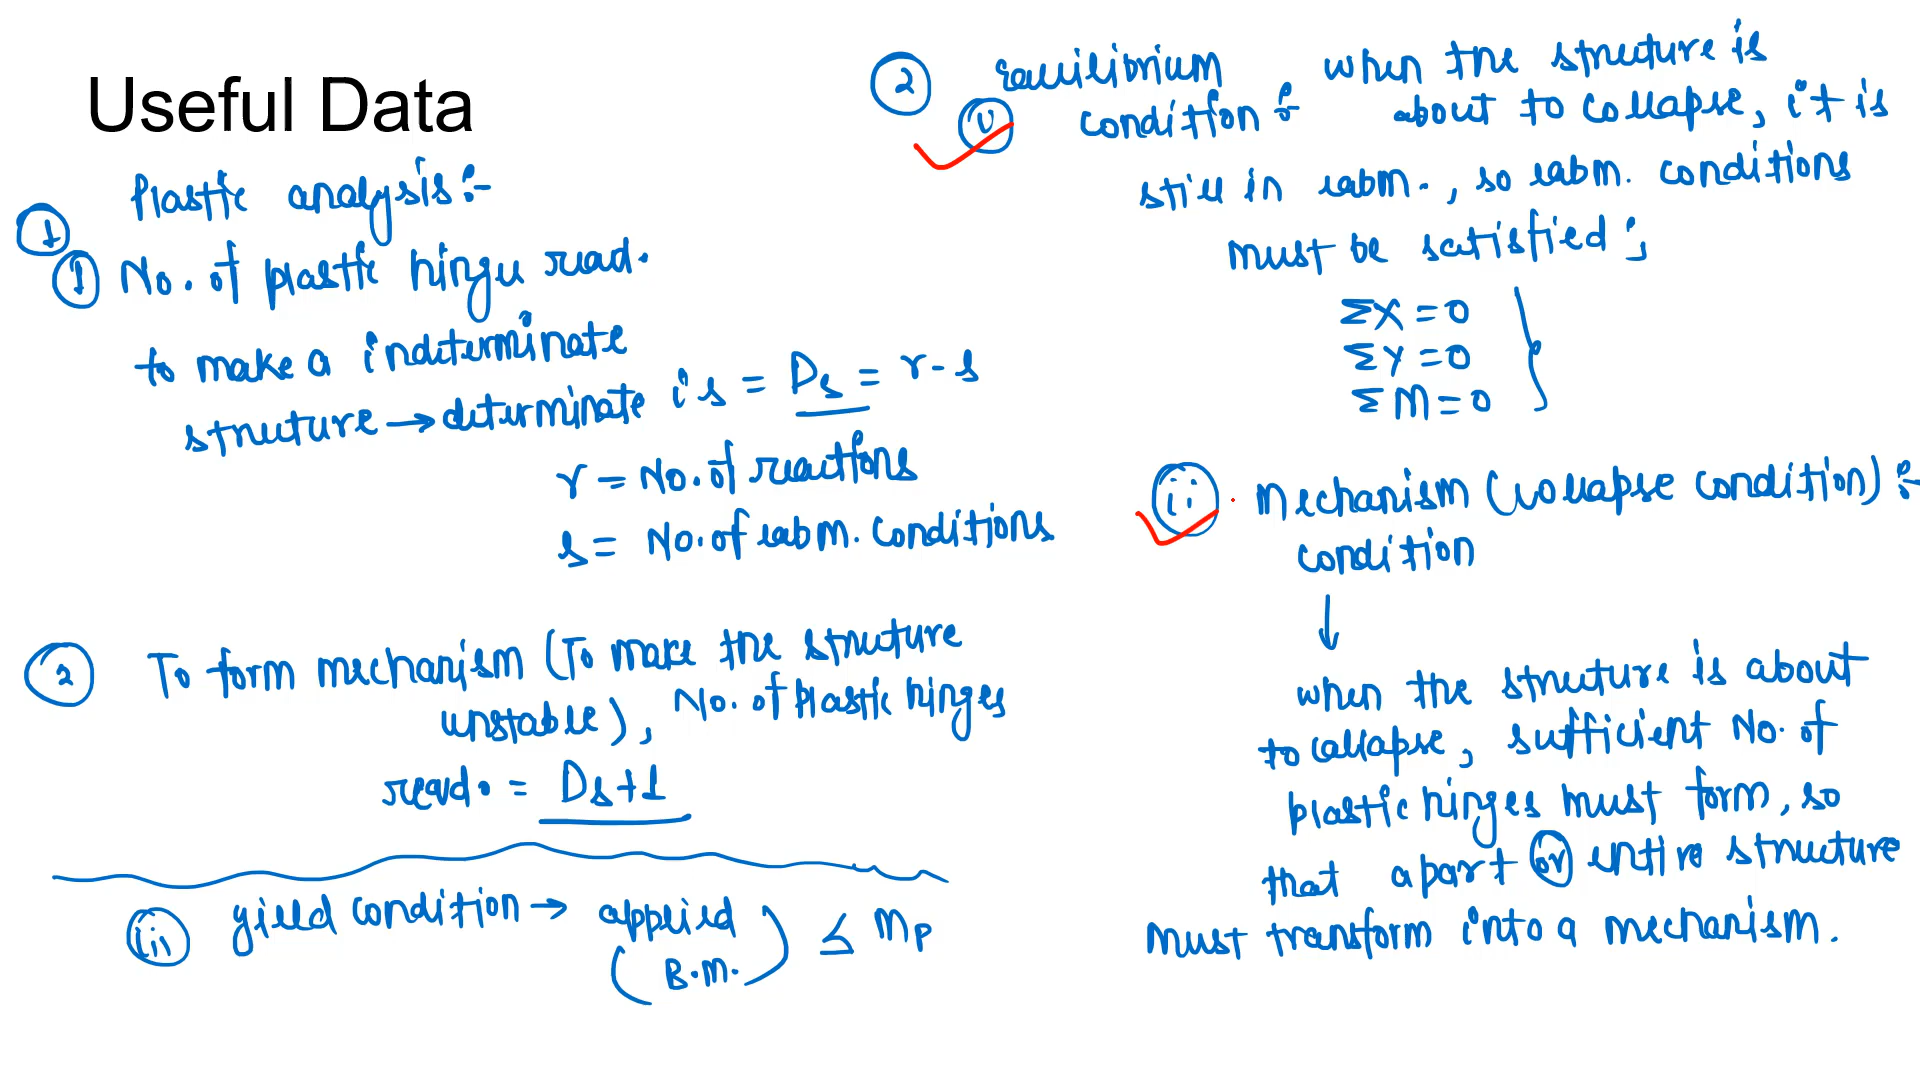 Useful Data
Plastic analysis:-
①
① No. of plastic hinges reqd.
to make a indeterminate
structure → determinate is = Ds = r-s
r = No. of reactions
s = No. of eqbm. conditions
② To form mechanism (To make the structure
unstable), No. of plastic hinges
reqd. = Ds+1
(ii) yield condition → (applied B.M.) ≤ Mp
② equilibrium
(i) condition :- when the structure is
about to collapse, it is
still in eqbm., so eqbm. conditions
must be satisfied;
ΣX = 0
ΣY = 0
ΣM = 0
(ii) Mechanism (collapse condition) :-
condition
↓
when the structure is about
to collapse, sufficient No. of
plastic hinges must form, so
that a part or entire structure
must transform into a mechanism.